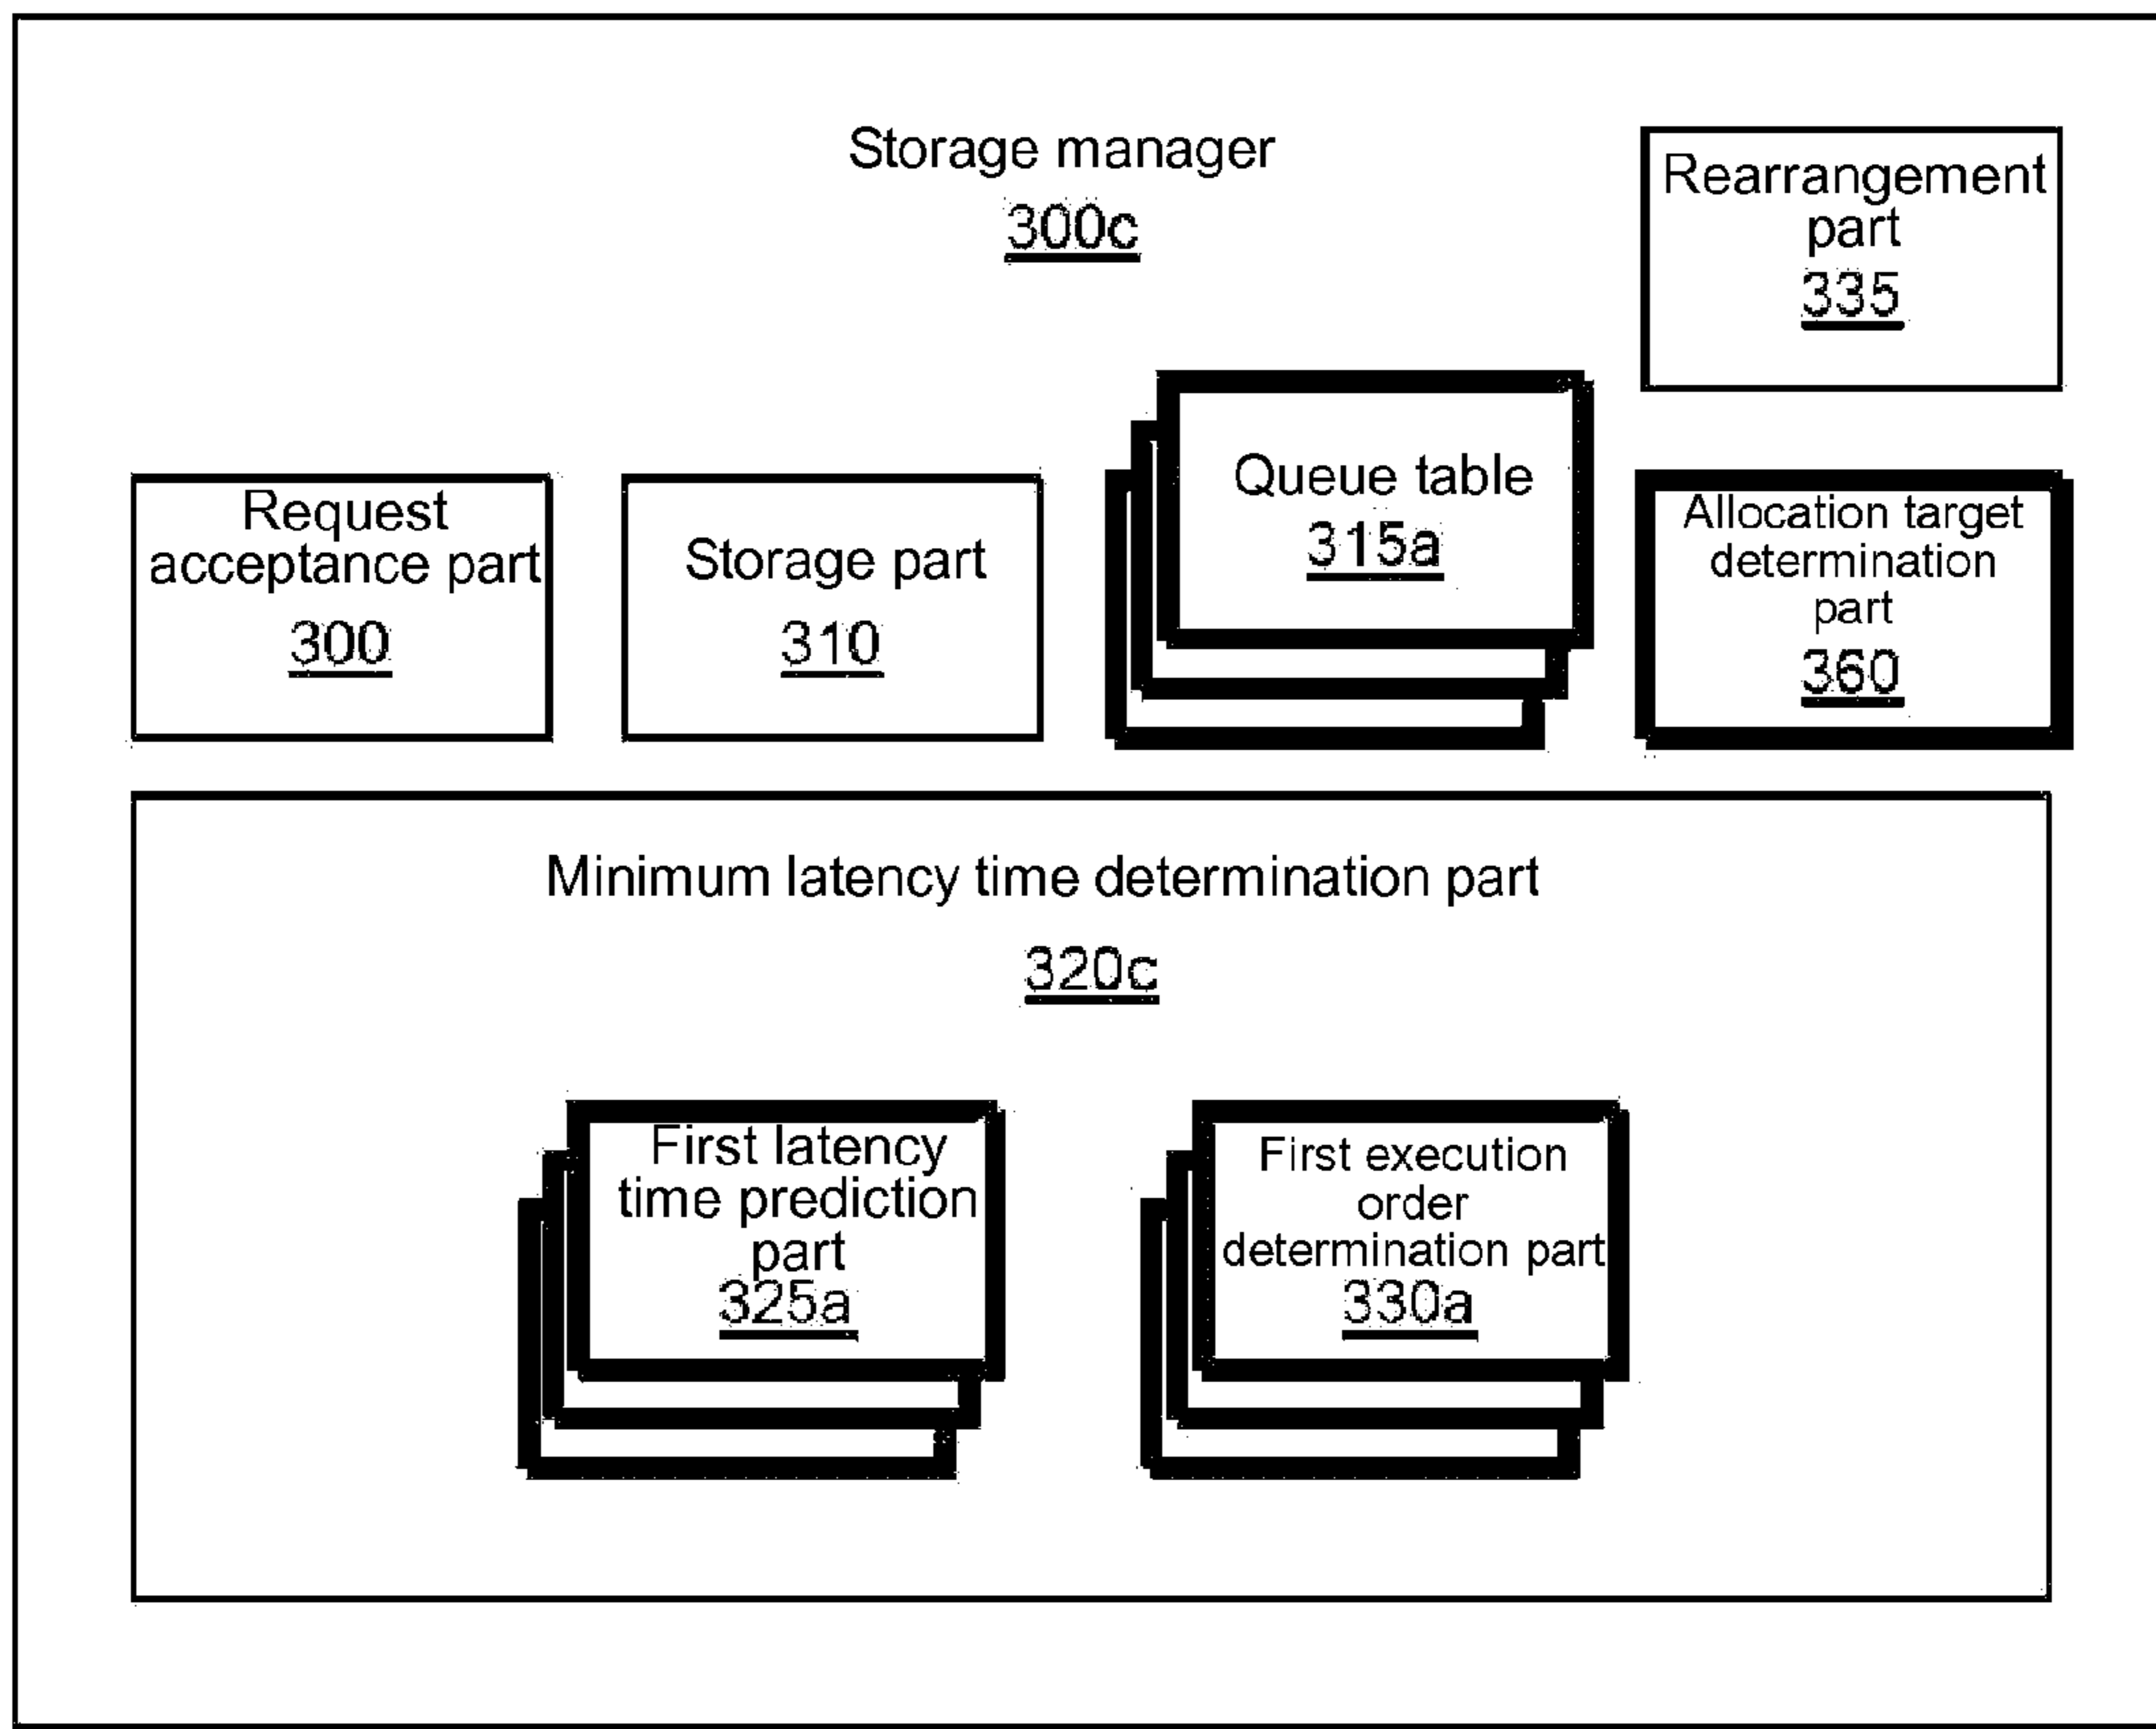 Storage manager
300c
Rearrangement
part
335
Request
acceptance part
300
Storage part
310
Queue table
315a
Allocation target
determination
part
360
Minimum latency time determination part
320c
First latency
time prediction
part
325a
First execution
order
determination part
330a